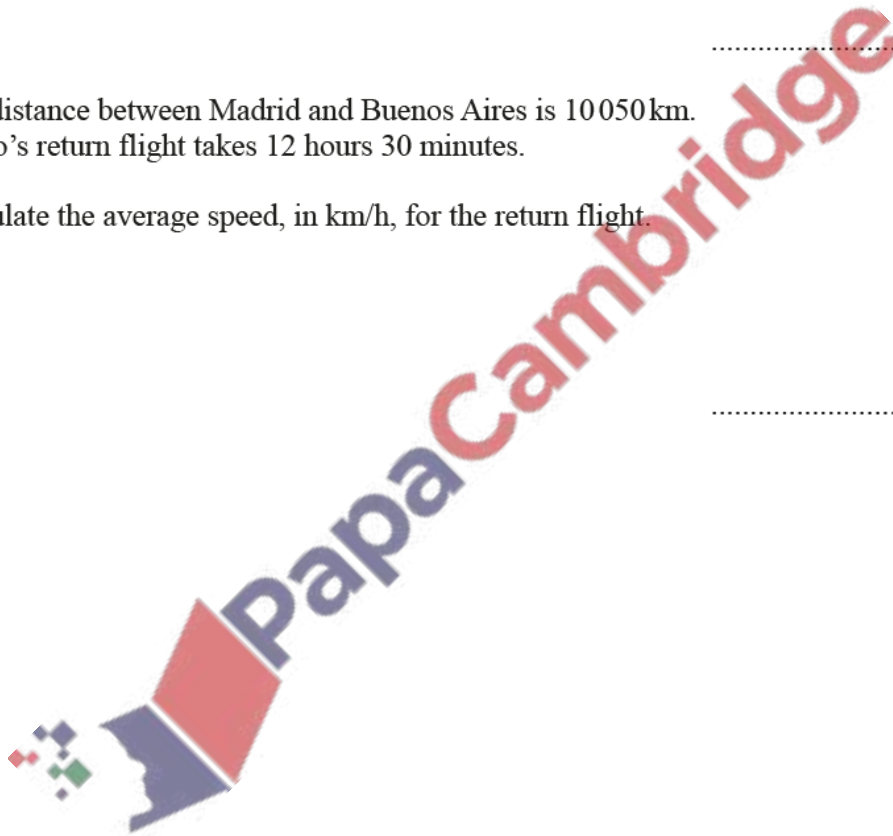 distance between Madrid and Buenos Aires is 10 050 km.
o’s return flight takes 12 hours 30 minutes.
ulate the average speed, in km/h, for the return flight.
PapaCambridge